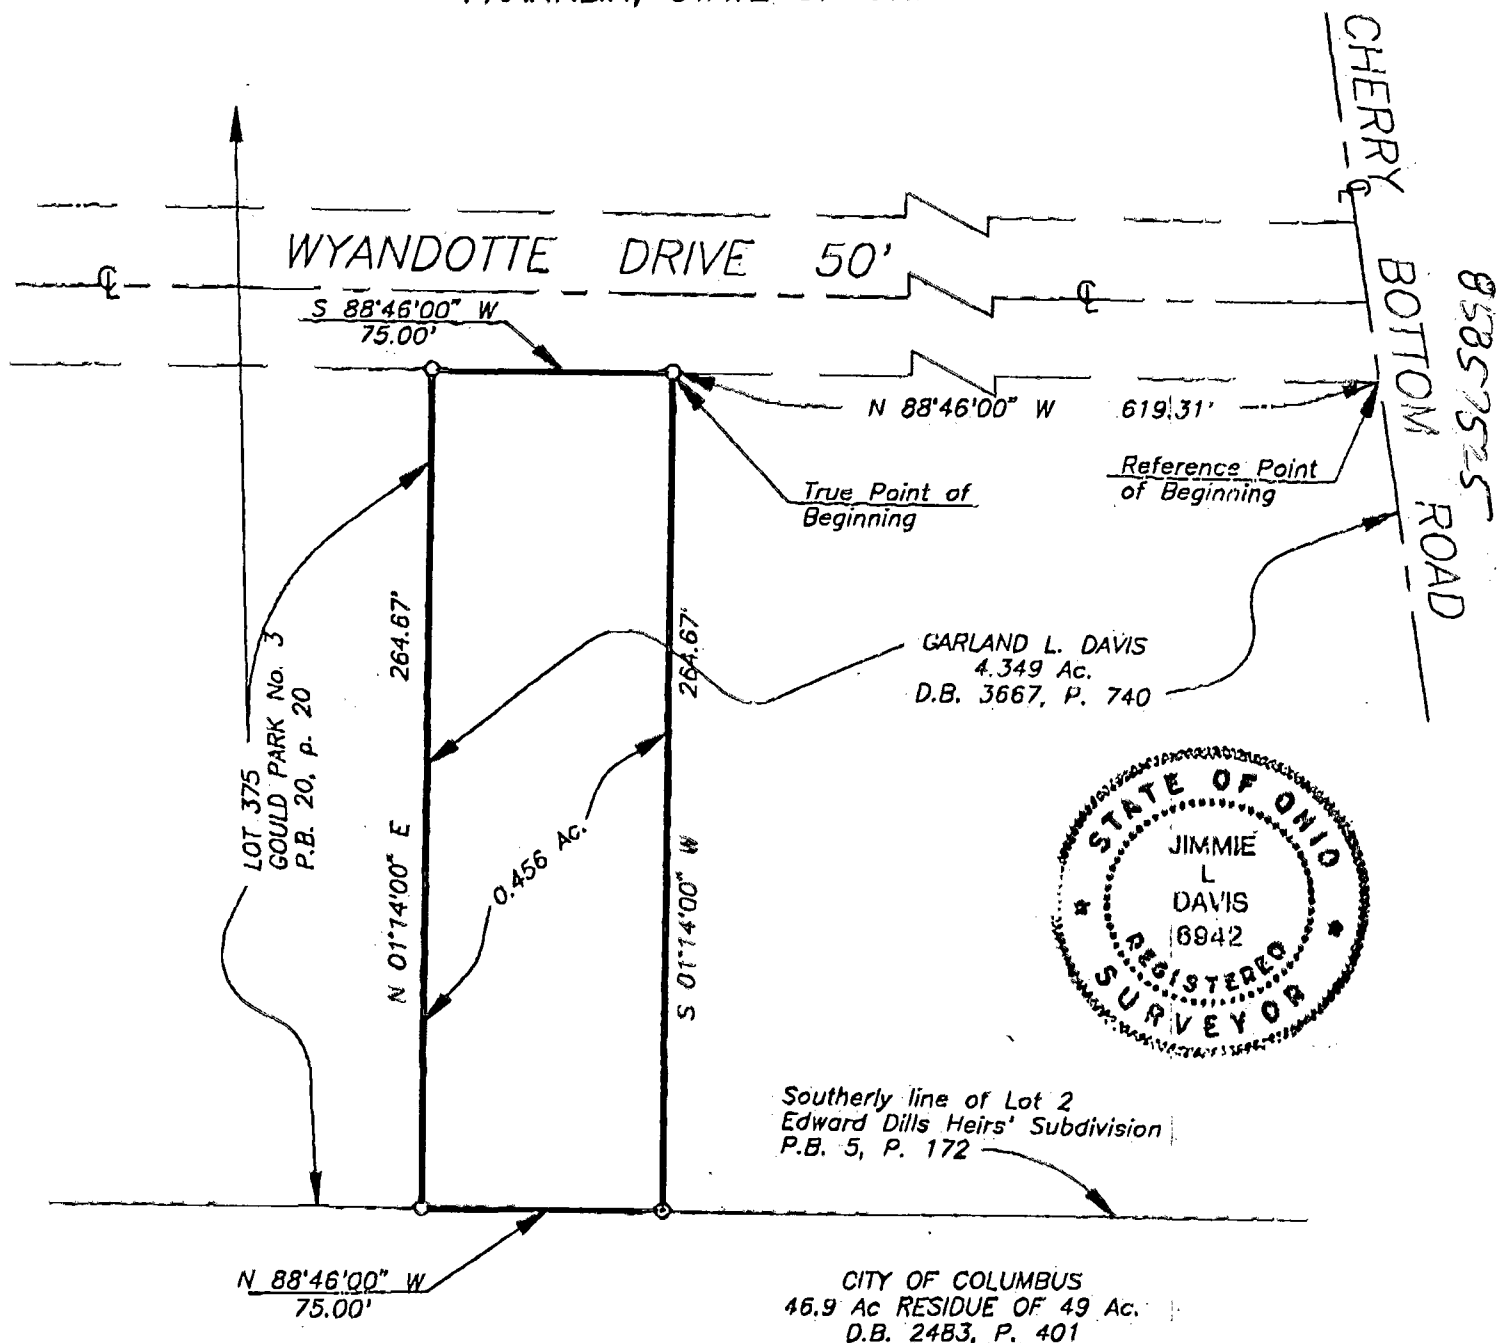 WYANDOTTE DRIVE 50'
CHERRY BOTTOM ROAD
8585752S
S 88°46'00" W
75.00'
N 88°46'00" W 619.31'
True Point of
Beginning
Reference Point
of Beginning
264.67'
264.67'
GARLAND L. DAVIS
4.349 Ac.
D.B. 3667, P. 740
LOT 375
GOULD PARK No. 3
P.B. 20, p. 20
N 01°14'00" E
0.456 Ac.
S 01°14'00" W
STATE OF OHIO
JIMMIE
L
DAVIS
6942
REGISTERED
SURVEYOR
Southerly line of Lot 2
Edward Dills Heirs' Subdivision
P.B. 5, P. 172
N 88°46'00" W
75.00'
CITY OF COLUMBUS
46.9 Ac RESIDUE OF 49 Ac.
D.B. 2483, P. 401